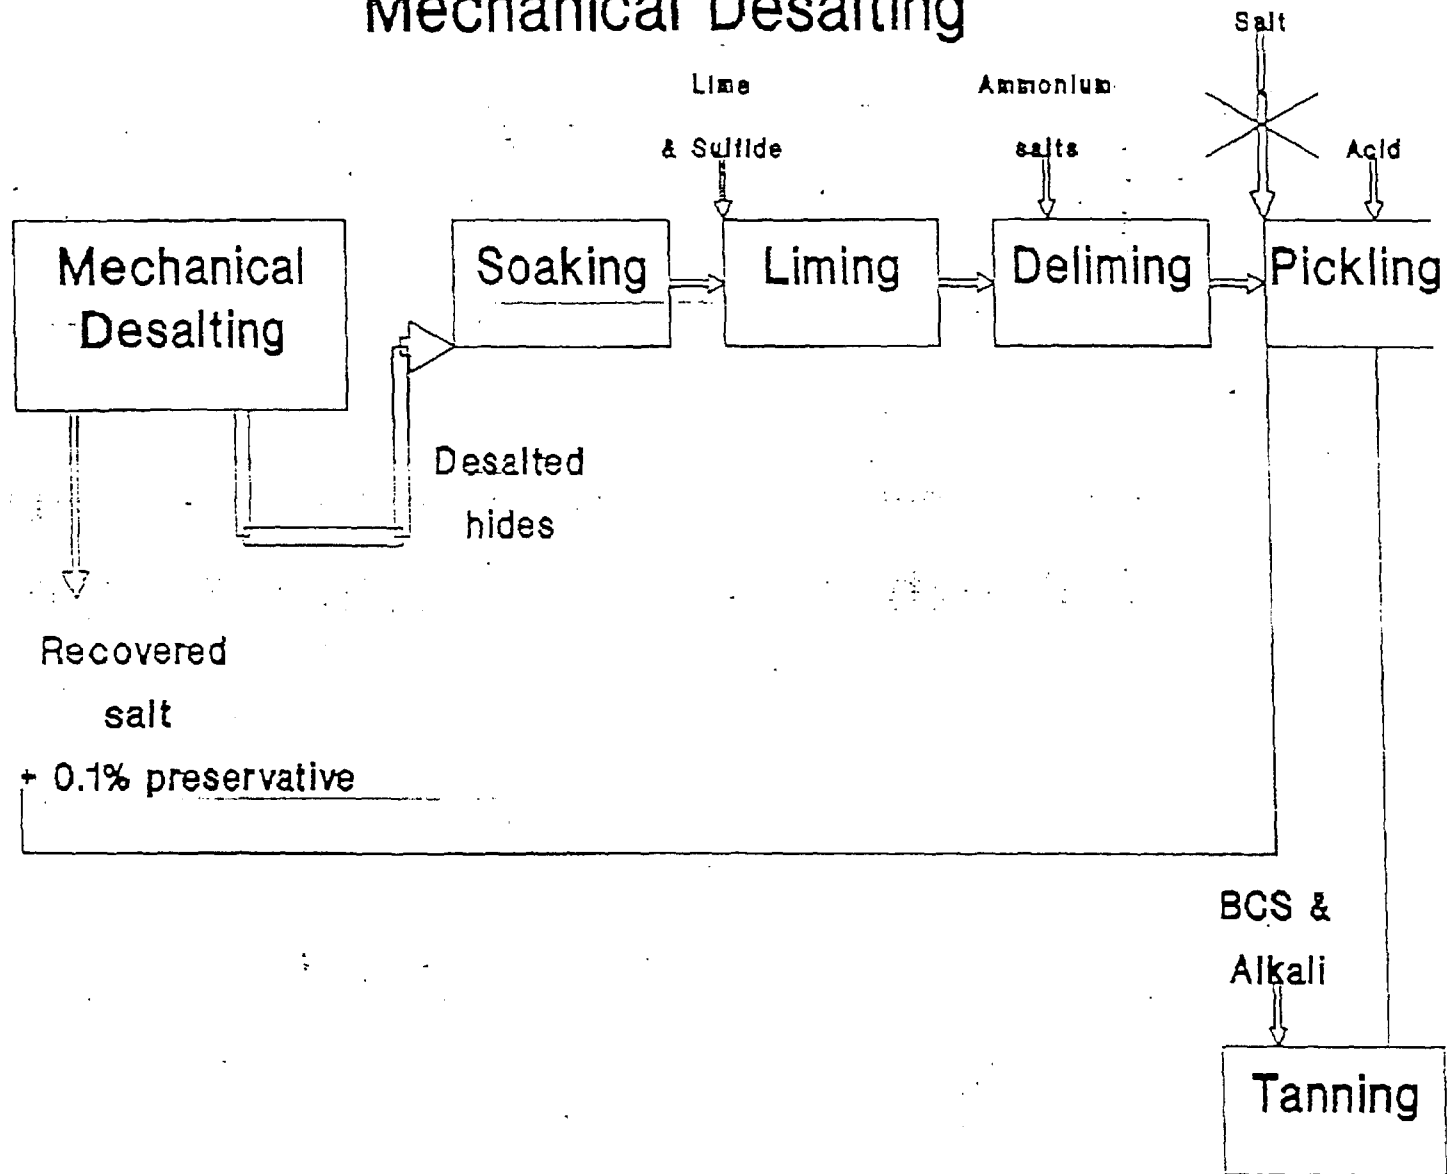 Mechanical Desalting
Salt
Lime
& Sulfide
Ammonium
salts
Acid
Mechanical
Desalting
Soaking
Liming
Deliming
Pickling
Desalted
hides
Recovered
salt
+ 0.1% preservative
BCS &
Alkali
Tanning